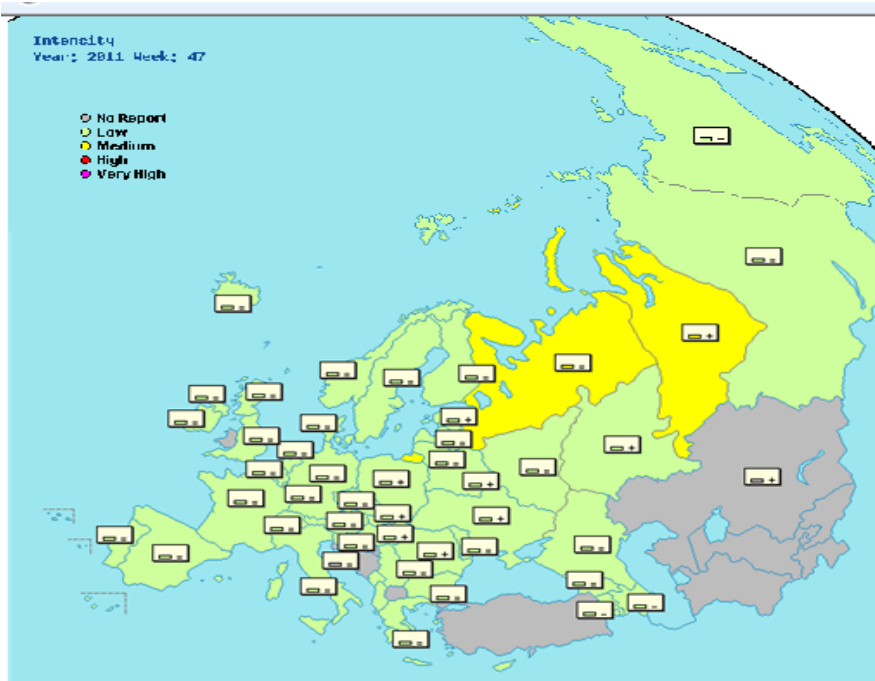 Intensity
Year; 2011 Week; 47
No Report
Low
Medium
High
Very High